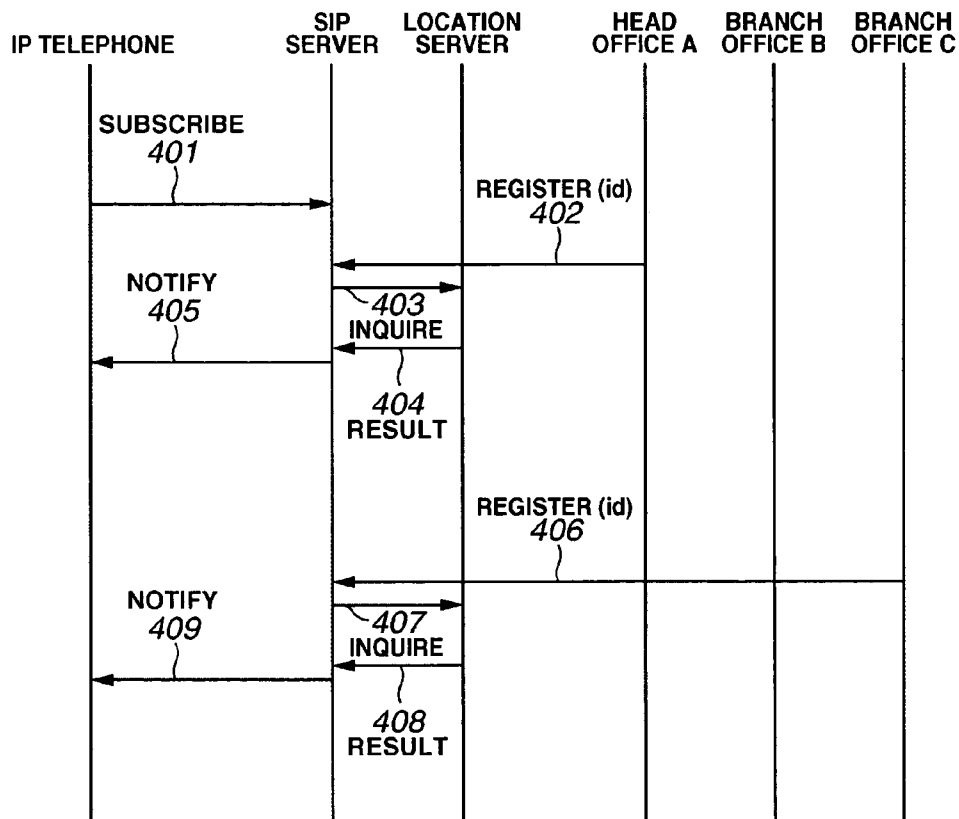 IP TELEPHONE
SIP
SERVER
LOCATION
SERVER
HEAD
OFFICE A
BRANCH
OFFICE B
BRANCH
OFFICE C
SUBSCRIBE
401
REGISTER (id)
402
NOTIFY
405
403
INQUIRE
404
RESULT
REGISTER (id)
406
NOTIFY
409
407
INQUIRE
408
RESULT